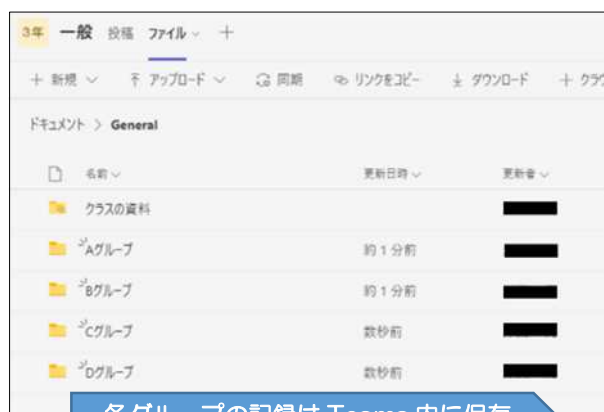 3年 一般 投稿 ファイル
新規 アップロード 同期 リンクをコピー ダウンロード
ドキュメント > General
名前 更新日時 更新者
クラスの資料
Aグループ 約 1 分前
Bグループ 約 1 分前
Cグループ 数秒前
Dグループ 数秒前
各グループの記録は Teams 内に保存